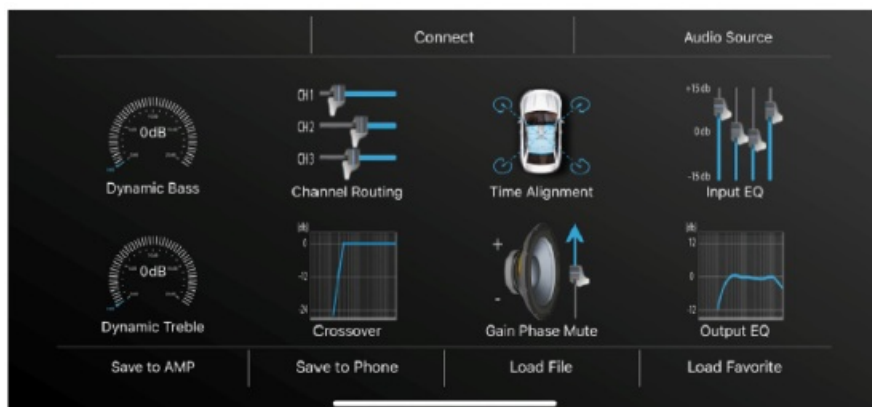 Connect
Audio Source
0dB
Dynamic Bass
CH1
CH2
CH3
Channel Routing
Time Alignment
+15db
0db
-15db
Input EQ
0dB
Dynamic Treble
(db)
0
-12
-24
Crossover
+
-
Gain Phase Mute
(db)
12
0
-12
Output EQ
Save to AMP
Save to Phone
Load File
Load Favorite